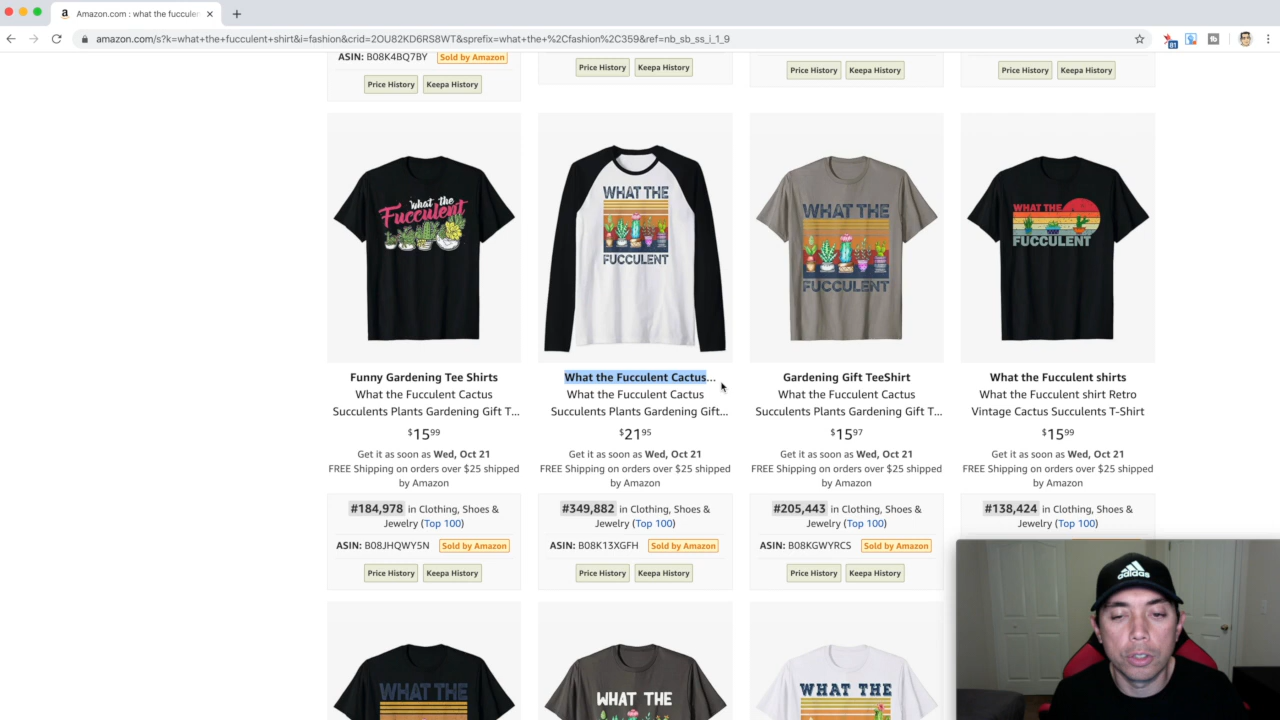 Amazon.com : what the fucculen
amazon.com/s?k=what+the+fucculent+shirt&i=fashion&crid=2OU82KD6RS8WT&sprefix=what+the+%2Cfashion%2C359&ref=nb_sb_ss_i_1_9
81
ASIN: B08K4BQ7BY Sold by Amazon
Price History Keepa History
Price History Keepa History
Price History Keepa History
Price History Keepa History
what the
Fucculent
WHAT THE
FUCCULENT
WHAT THE
FUCCULENT
WHAT THE
FUCCULENT
Funny Gardening Tee Shirts
What the Fucculent Cactus
Succulents Plants Gardening Gift T...
$15⁹⁹
Get it as soon as Wed, Oct 21
FREE Shipping on orders over $25 shipped
by Amazon
#184,978 in Clothing, Shoes &
Jewelry (Top 100)
ASIN: B08JHQWY5N Sold by Amazon
Price History Keepa History
What the Fucculent Cactus...
What the Fucculent Cactus
Succulents Plants Gardening Gift...
$21⁹⁵
Get it as soon as Wed, Oct 21
FREE Shipping on orders over $25 shipped
by Amazon
#349,882 in Clothing, Shoes &
Jewelry (Top 100)
ASIN: B08K13XGFH Sold by Amazon
Price History Keepa History
Gardening Gift TeeShirt
What the Fucculent Cactus
Succulents Plants Gardening Gift T...
$15⁹⁷
Get it as soon as Wed, Oct 21
FREE Shipping on orders over $25 shipped
by Amazon
#205,443 in Clothing, Shoes &
Jewelry (Top 100)
ASIN: B08KGWYRCS Sold by Amazon
Price History Keepa History
What the Fucculent shirts
What the Fucculent shirt Retro
Vintage Cactus Succulents T-Shirt
$15⁹⁹
Get it as soon as Wed, Oct 21
FREE Shipping on orders over $25 shipped
by Amazon
#138,424 in Clothing, Shoes &
Jewelry (Top 100)
WHAT THE
WHAT THE
WHAT THE
adidas